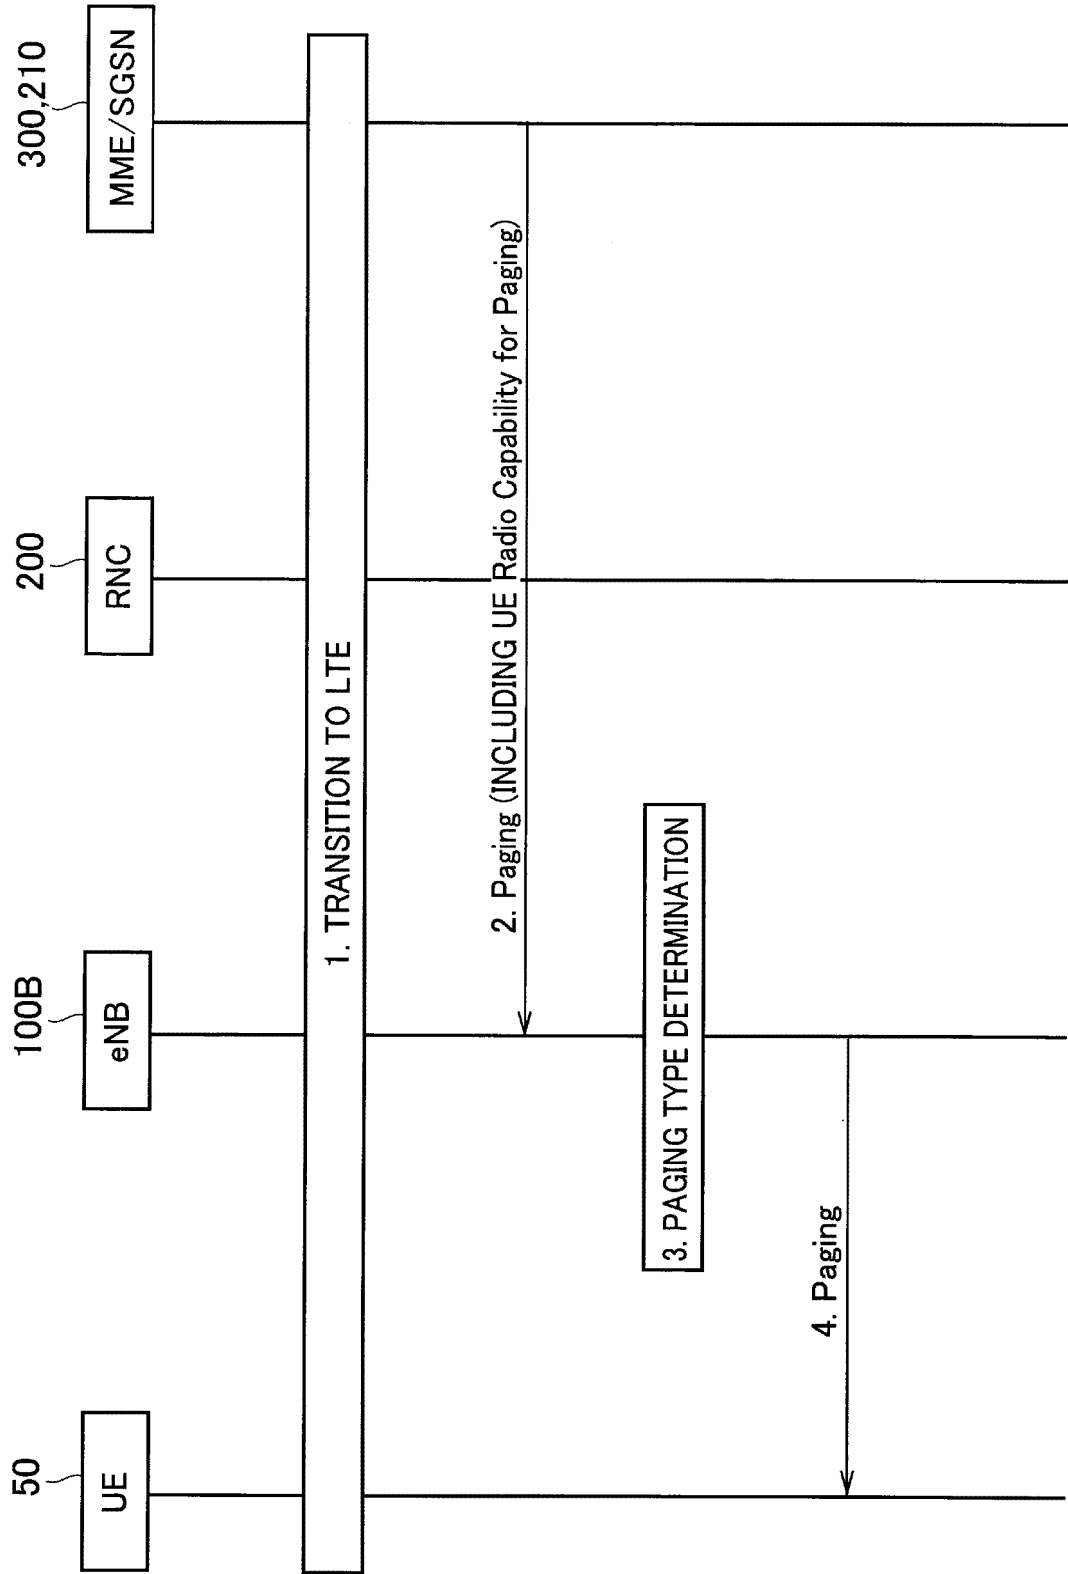 50
100B
200
300,210
UE
eNB
RNC
MME/SGSN
1. TRANSITION TO LTE
2. Paging (INCLUDING UE Radio Capability for Paging)
3. PAGING TYPE DETERMINATION
4. Paging